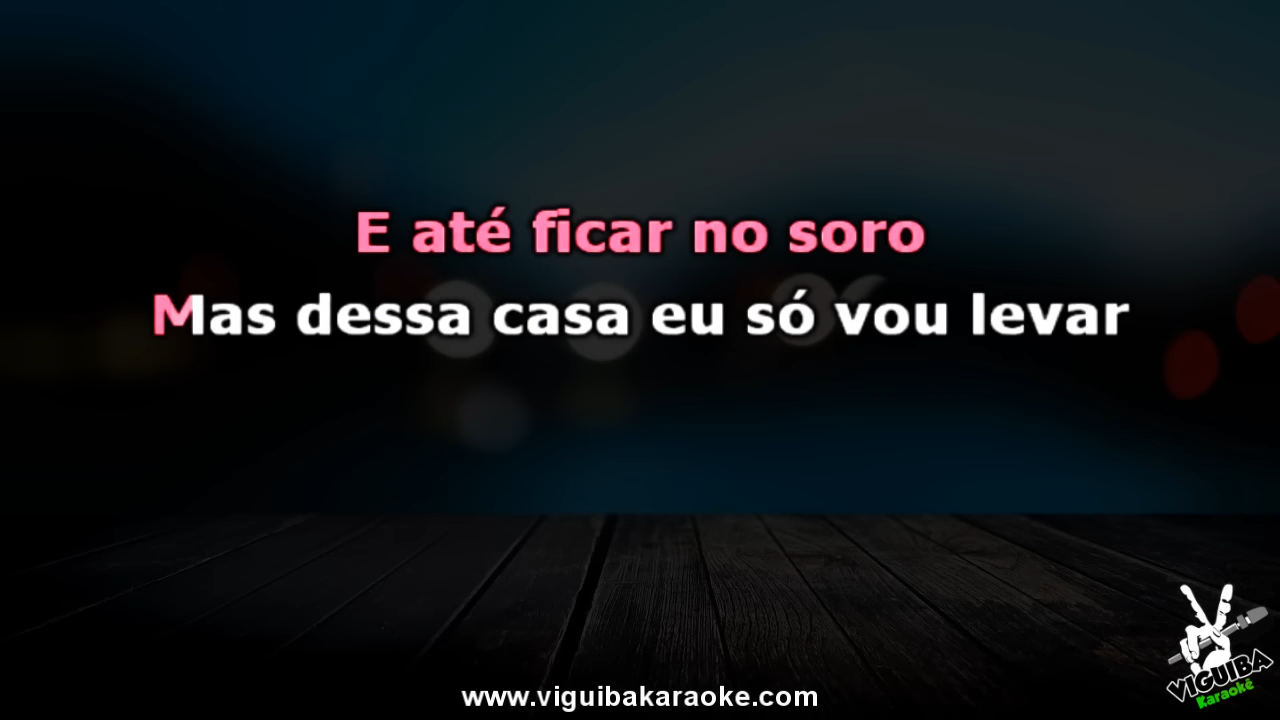 E até ficar no soro
Mas dessa casa eu só vou levar
VIGUIBA
Karaokê
www.viguibakaraoke.com